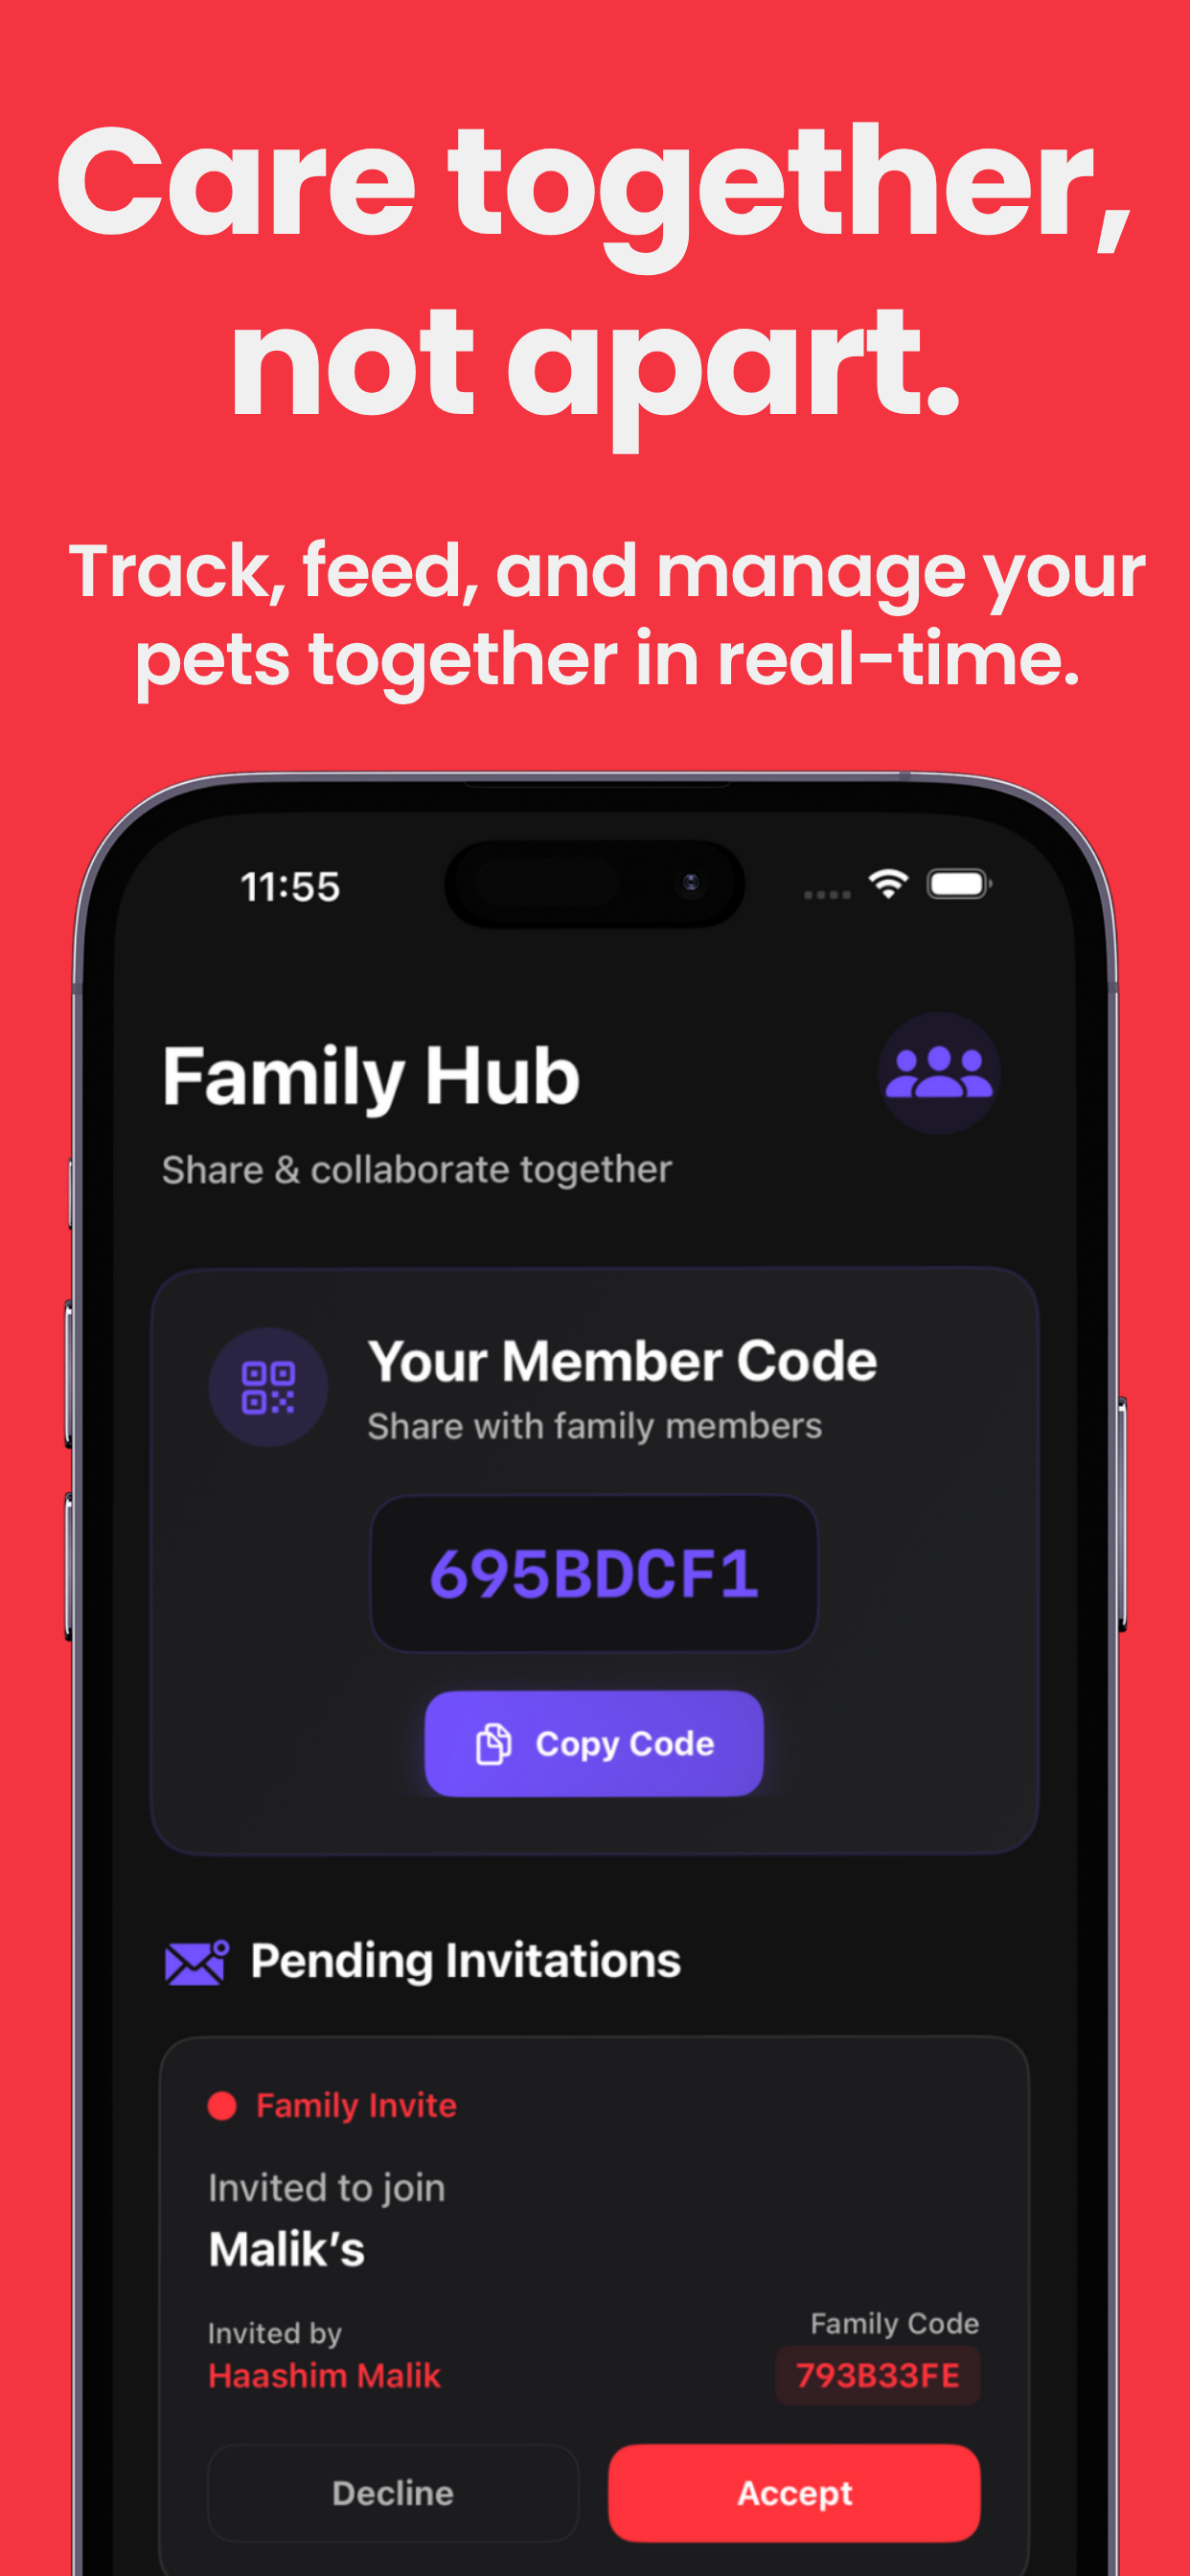 Care together,
not apart.
Track, feed, and manage your
pets together in real-time.
11:55
Family Hub
Share & collaborate together
Your Member Code
Share with family members
695BDCF1
Copy Code
Pending Invitations
Family Invite
Invited to join
Malik’s
Invited by
Haashim Malik
Family Code
793B33FE
Decline
Accept